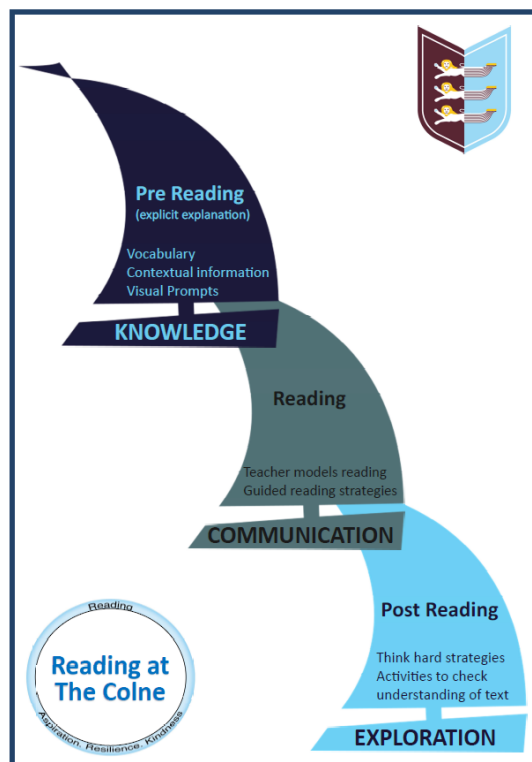 Pre Reading
(explicit explanation)
Vocabulary
Contextual information
Visual Prompts
KNOWLEDGE
Reading
Teacher models reading
Guided reading strategies
COMMUNICATION
Post Reading
Think hard strategies
Activities to check
understanding of text
EXPLORATION
Reading
Reading at
The Colne
Aspiration, Resilience, Kindness